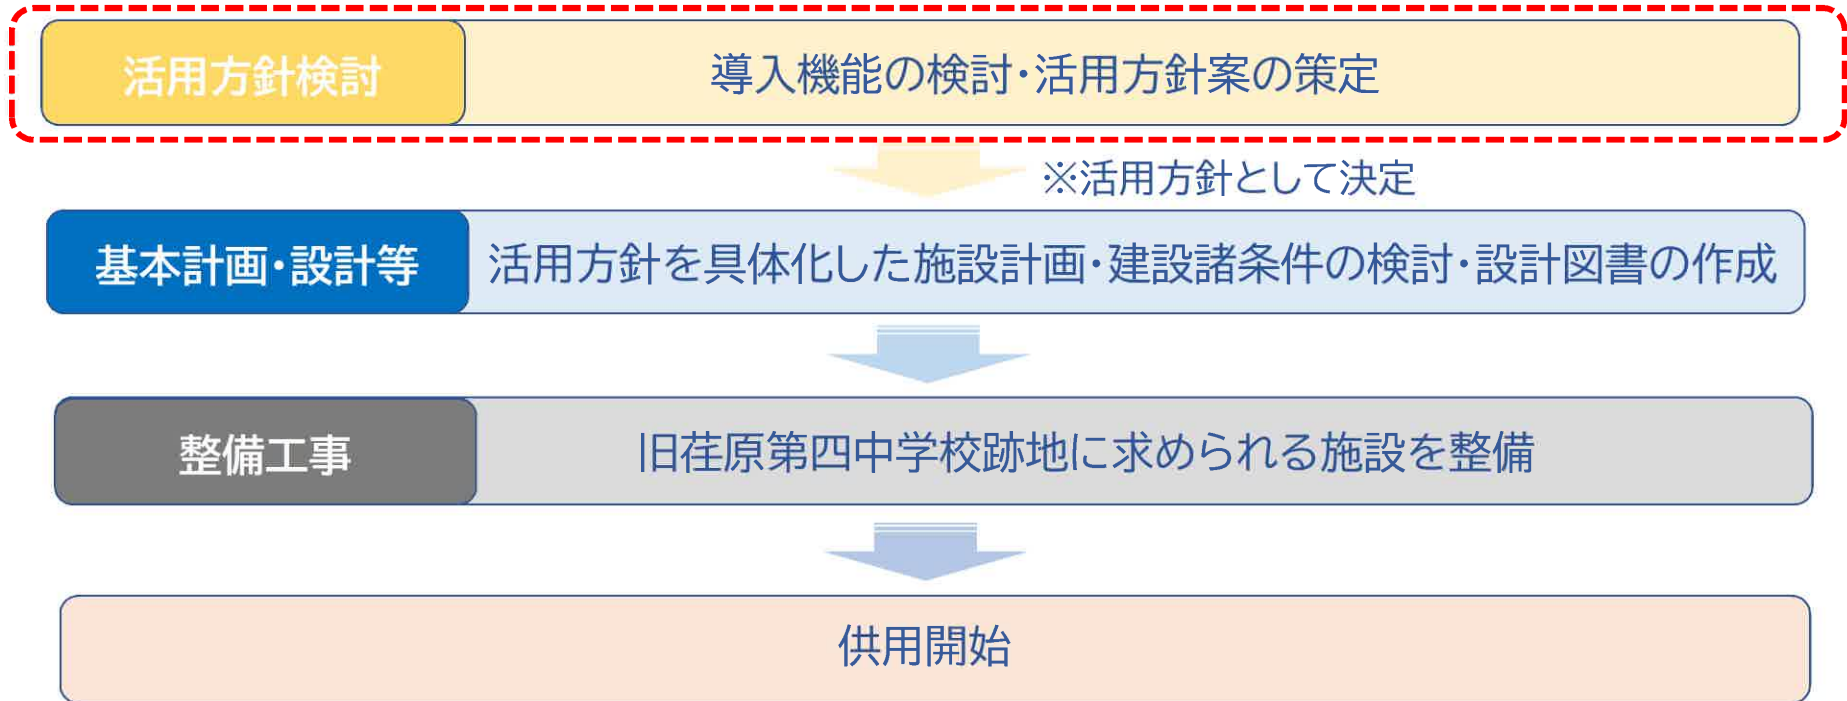 活用方針検討
導入機能の検討・活用方針案の策定
※活用方針として決定
基本計画・設計等
活用方針を具体化した施設計画・建設諸条件の検討・設計図書の作成
整備工事
旧荏原第四中学校跡地に求められる施設を整備
供用開始